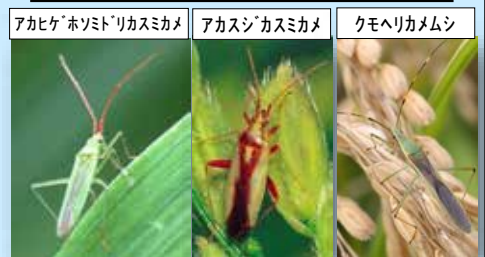 ｱｶﾋｹﾞﾎｿﾐﾄﾞﾘｶｽﾐｶﾒ
ｱｶｽｼﾞｶｽﾐｶﾒ
ｸﾓﾍﾘｶﾒﾑｼ